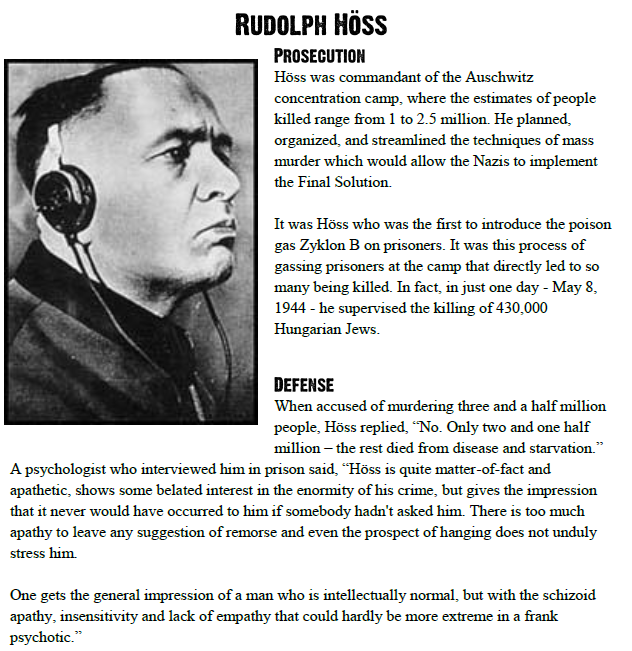 Rudolph Höss
Prosecution
Höss was commandant of the Auschwitz
concentration camp, where the estimates of people
killed range from 1 to 2.5 million. He planned,
organized, and streamlined the techniques of mass
murder which would allow the Nazis to implement
the Final Solution.
It was Höss who was the first to introduce the poison
gas Zyklon B on prisoners. It was this process of
gassing prisoners at the camp that directly led to so
many being killed. In fact, in just one day - May 8,
1944 - he supervised the killing of 430,000
Hungarian Jews.
Defense
When accused of murdering three and a half million
people, Höss replied, “No. Only two and one half
million – the rest died from disease and starvation.”
A psychologist who interviewed him in prison said, “Höss is quite matter-of-fact and
apathetic, shows some belated interest in the enormity of his crime, but gives the impression
that it never would have occurred to him if somebody hadn't asked him. There is too much
apathy to leave any suggestion of remorse and even the prospect of hanging does not unduly
stress him.
One gets the general impression of a man who is intellectually normal, but with the schizoid
apathy, insensitivity and lack of empathy that could hardly be more extreme in a frank
psychotic.”